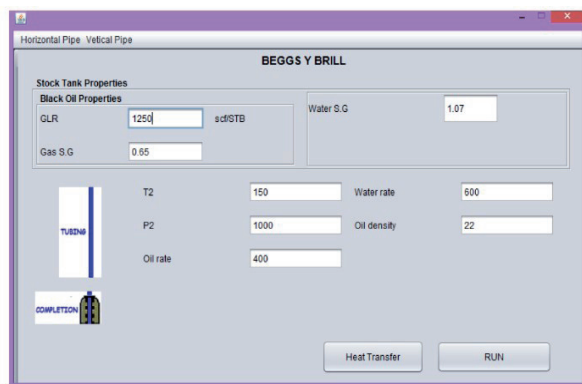 Horizontal Pipe Vetical Pipe
BEGGS Y BRILL
Stock Tank Properties
Black Oil Properties
GLR 1250 scf/STB
Water S.G 1.07
Gas S.G 0.65
T2 150 Water rate 600
P2 1000 Oil density 22
Oil rate 400
TUBING
COMPLETION
Heat Transfer RUN